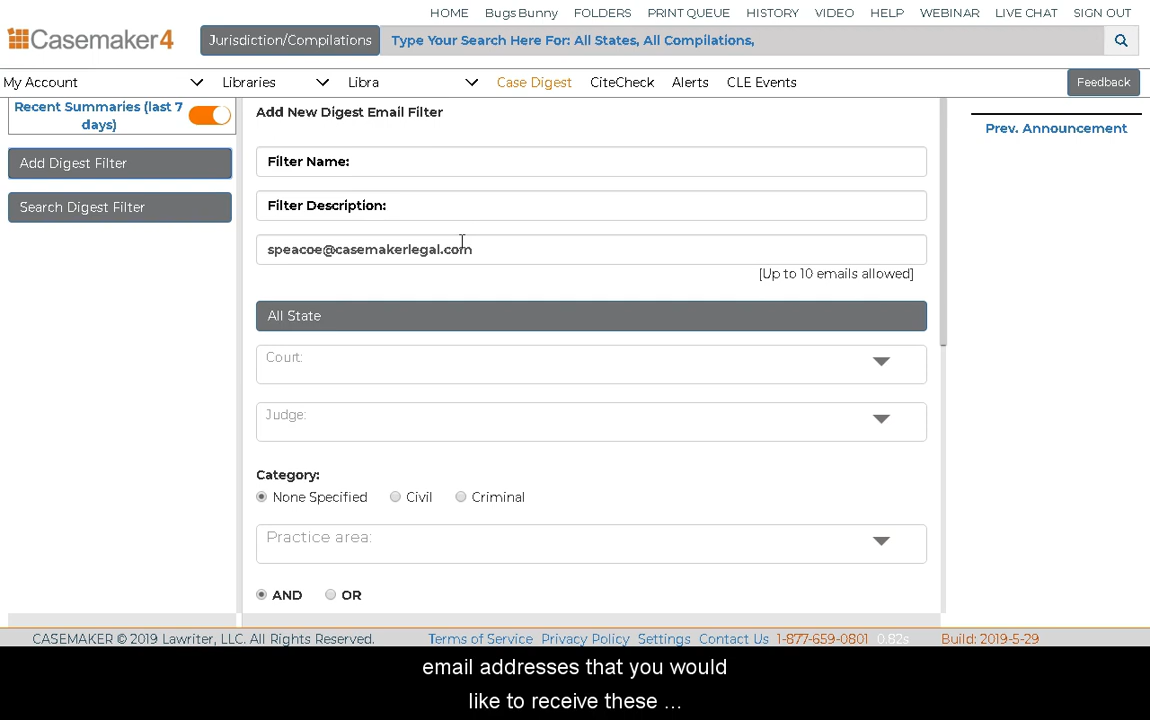 HOME Bugs Bunny FOLDERS PRINT QUEUE HISTORY VIDEO HELP WEBINAR LIVE CHAT SIGN OUT
Casemaker4 Jurisdiction/Compilations Type Your Search Here For: All States, All Compilations,
My Account Libraries Libra Case Digest CiteCheck Alerts CLE Events Feedback
Recent Summaries (last 7
days)
Add Digest Filter
Search Digest Filter
Add New Digest Email Filter
Filter Name:
Filter Description:
speacoe@casemakerlegal.com
[Up to 10 emails allowed]
All State
Court:
Judge:
Category:
None Specified Civil Criminal
Practice area:
AND OR
Prev. Announcement
CASEMAKER © 2019 Lawriter, LLC. All Rights Reserved. Terms of Service Privacy Policy Settings Contact Us 1-877-659-0801 0.82s Build: 2019-5-29
email addresses that you would
like to receive these ...